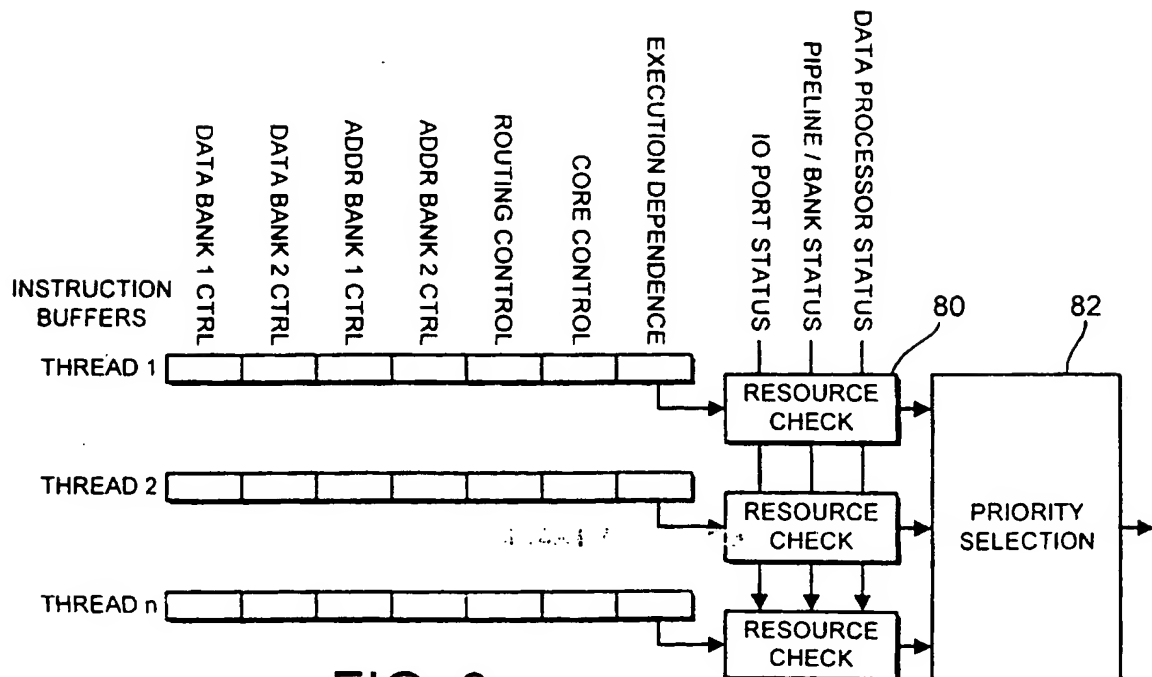 DATA BANK 1 CTRL
DATA BANK 2 CTRL
ADDR BANK 1 CTRL
ADDR BANK 2 CTRL
ROUTING CONTROL
CORE CONTROL
EXECUTION DEPENDENCE
IO PORT STATUS
PIPELINE / BANK STATUS
DATA PROCESSOR STATUS
80
82
INSTRUCTION
BUFFERS
THREAD 1
RESOURCE
CHECK
THREAD 2
RESOURCE
CHECK
PRIORITY
SELECTION
THREAD n
RESOURCE
CHECK